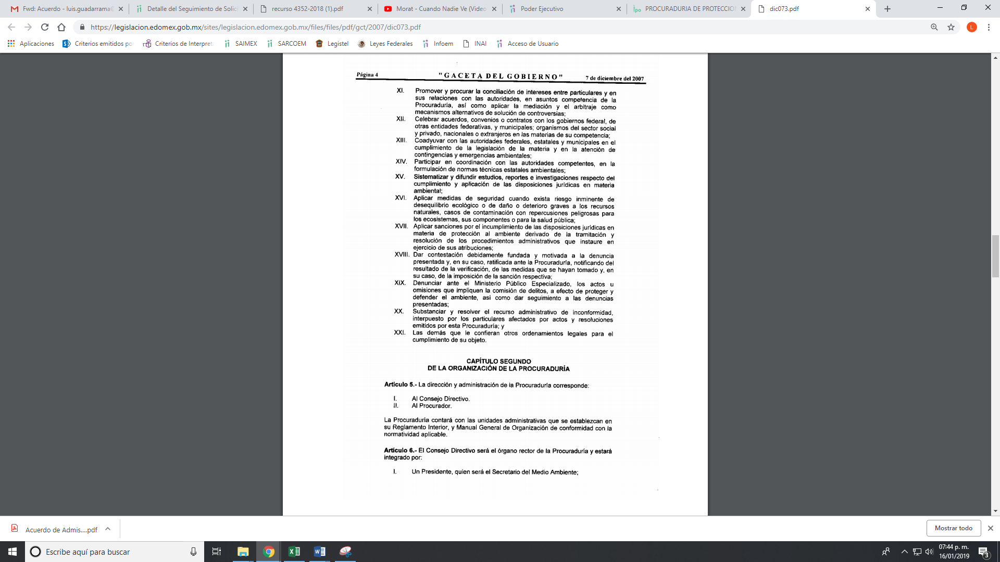 Fwd: Acuerdo - luis.guadarrama@
Detalle del Seguimiento de Solici
recurso 4352-2018 (1).pdf
Morat - Cuando Nadie Ve (Video
Poder Ejecutivo
PROCURADURIA DE PROTECCION
dic073.pdf
https://legislacion.edomex.gob.mx/sites/legislacion.edomex.gob.mx/files/files/pdf/gct/2007/dic073.pdf
L
Aplicaciones
Criterios emitidos po
Criterios de Interpreta
SAIMEX
SARCOEM
Legistel
Leyes Federales
Infoem
INAI
Acceso de Usuario
Página 4 "GACETA DEL GOBIERNO" 7 de diciembre del 2007
XI. Promover y procurar la conciliación de intereses entre particulares y en
sus relaciones con las autoridades, en asuntos competencia de la
Procuraduría, así como aplicar la mediación y el arbitraje como
mecanismos alternativos de solución de controversias;
XII. Celebrar acuerdos, convenios o contratos con los gobiernos federal, de
otras entidades federativas, y municipales; organismos del sector social
y privado, nacionales o extranjeros en las materias de su competencia;
XIII. Coadyuvar con las autoridades federales, estatales y municipales en el
cumplimiento de la legislación de la materia y en la atención de
contingencias y emergencias ambientales;
XIV. Participar en coordinación con las autoridades competentes, en la
formulación de normas técnicas estatales ambientales;
XV. Sistematizar y difundir estudios, reportes e investigaciones respecto del
cumplimiento y aplicación de las disposiciones jurídicas en materia
ambiental;
XVI. Aplicar medidas de seguridad cuando exista riesgo inminente de
desequilibrio ecológico o de daño o deterioro graves a los recursos
naturales, casos de contaminación con repercusiones peligrosas para
los ecosistemas, sus componentes o para la salud pública;
XVII. Aplicar sanciones por el incumplimiento de las disposiciones jurídicas en
materia de protección al ambiente derivado de la tramitación y
resolución de los procedimientos administrativos que instaure en
ejercicio de sus atribuciones;
XVIII. Dar contestación debidamente fundada y motivada a la denuncia
presentada y, en su caso, ratificada ante la Procuraduría, notificando del
resultado de la verificación, de las medidas que se hayan tomado y, en
su caso, de la imposición de la sanción respectiva;
XIX. Denunciar ante el Ministerio Público Especializado, los actos u
omisiones que impliquen la comisión de delitos, a efecto de proteger y
defender el ambiente, así como dar seguimiento a las denuncias
presentadas;
XX. Substanciar y resolver el recurso administrativo de inconformidad,
interpuesto por los particulares afectados por actos y resoluciones
emitidos por esta Procuraduría; y
XXI. Las demás que le confieran otros ordenamientos legales para el
cumplimiento de su objeto.
CAPÍTULO SEGUNDO
DE LA ORGANIZACIÓN DE LA PROCURADURÍA
Artículo 5.- La dirección y administración de la Procuraduría corresponde:
I. Al Consejo Directivo.
II. Al Procurador.
La Procuraduría contará con las unidades administrativas que se establezcan en
su Reglamento Interior, y Manual General de Organización de conformidad con la
normatividad aplicable.
Artículo 6.- El Consejo Directivo será el órgano rector de la Procuraduría y estará
integrado por:
I. Un Presidente, quien será el Secretario del Medio Ambiente;
Acuerdo de Admis....pdf
Mostrar todo
Escribe aquí para buscar
07:44 p. m.
16/01/2019
3